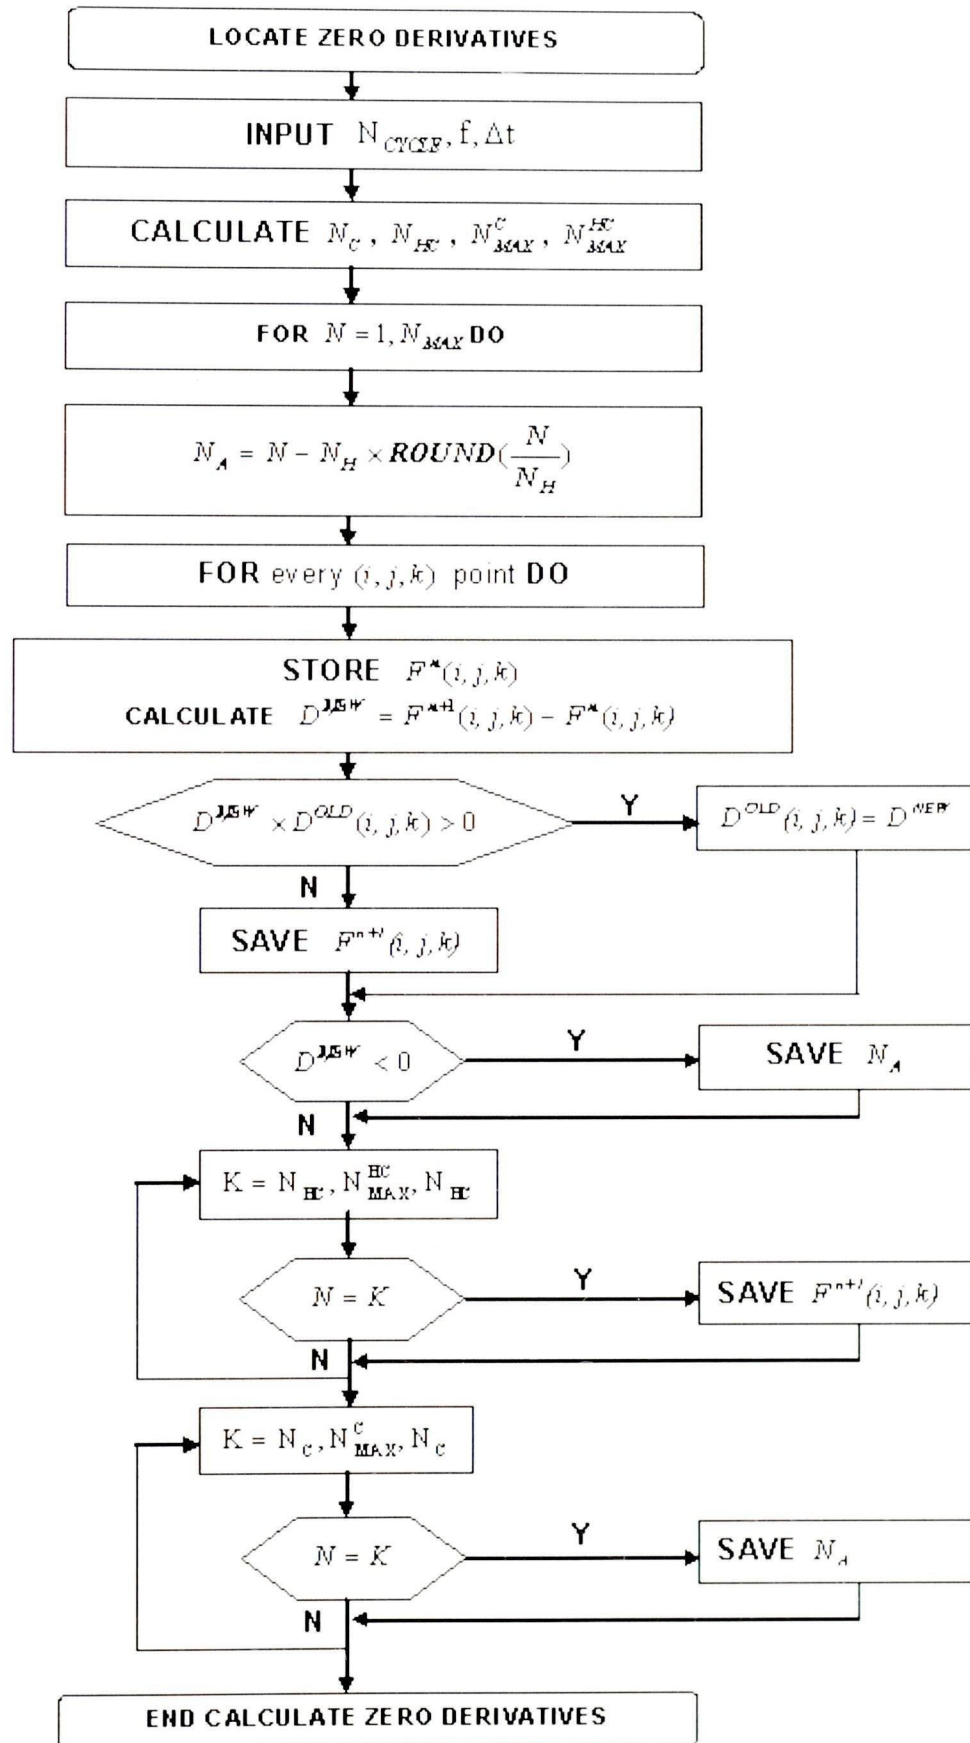 LOCATE ZERO DERIVATIVES
INPUT N_CYCLE, f, Δt
CALCULATE N_C, N_HC, N^C_MAX, N^HC_MAX
FOR N = 1, N_MAX DO
N_A = N − N_H × ROUND(N/N_H)
FOR every (i, j, k) point DO
STORE F^n(i, j, k)
CALCULATE D^NEW = F^n+1(i, j, k) − F^n(i, j, k)
D^NEW × D^OLD(i, j, k) > 0
Y
D^OLD(i, j, k) = D^NEW
N
SAVE F^n+1(i, j, k)
D^NEW < 0
Y
SAVE N_A
N
K = N_HC, N^HC_MAX, N_HC
N = K
Y
SAVE F^n+1(i, j, k)
N
K = N_C, N^C_MAX, N_C
N = K
Y
SAVE N_A
N
END CALCULATE ZERO DERIVATIVES